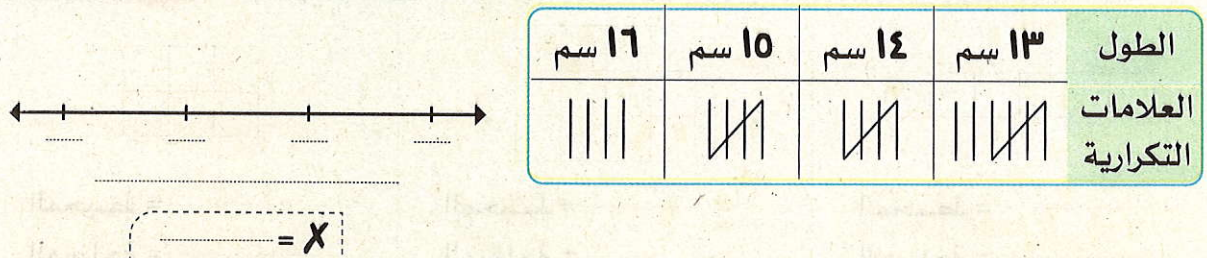 الطول ١٣ سم ١٤ سم ١٥ سم ١٦ سم
العلامات التكرارية
X =